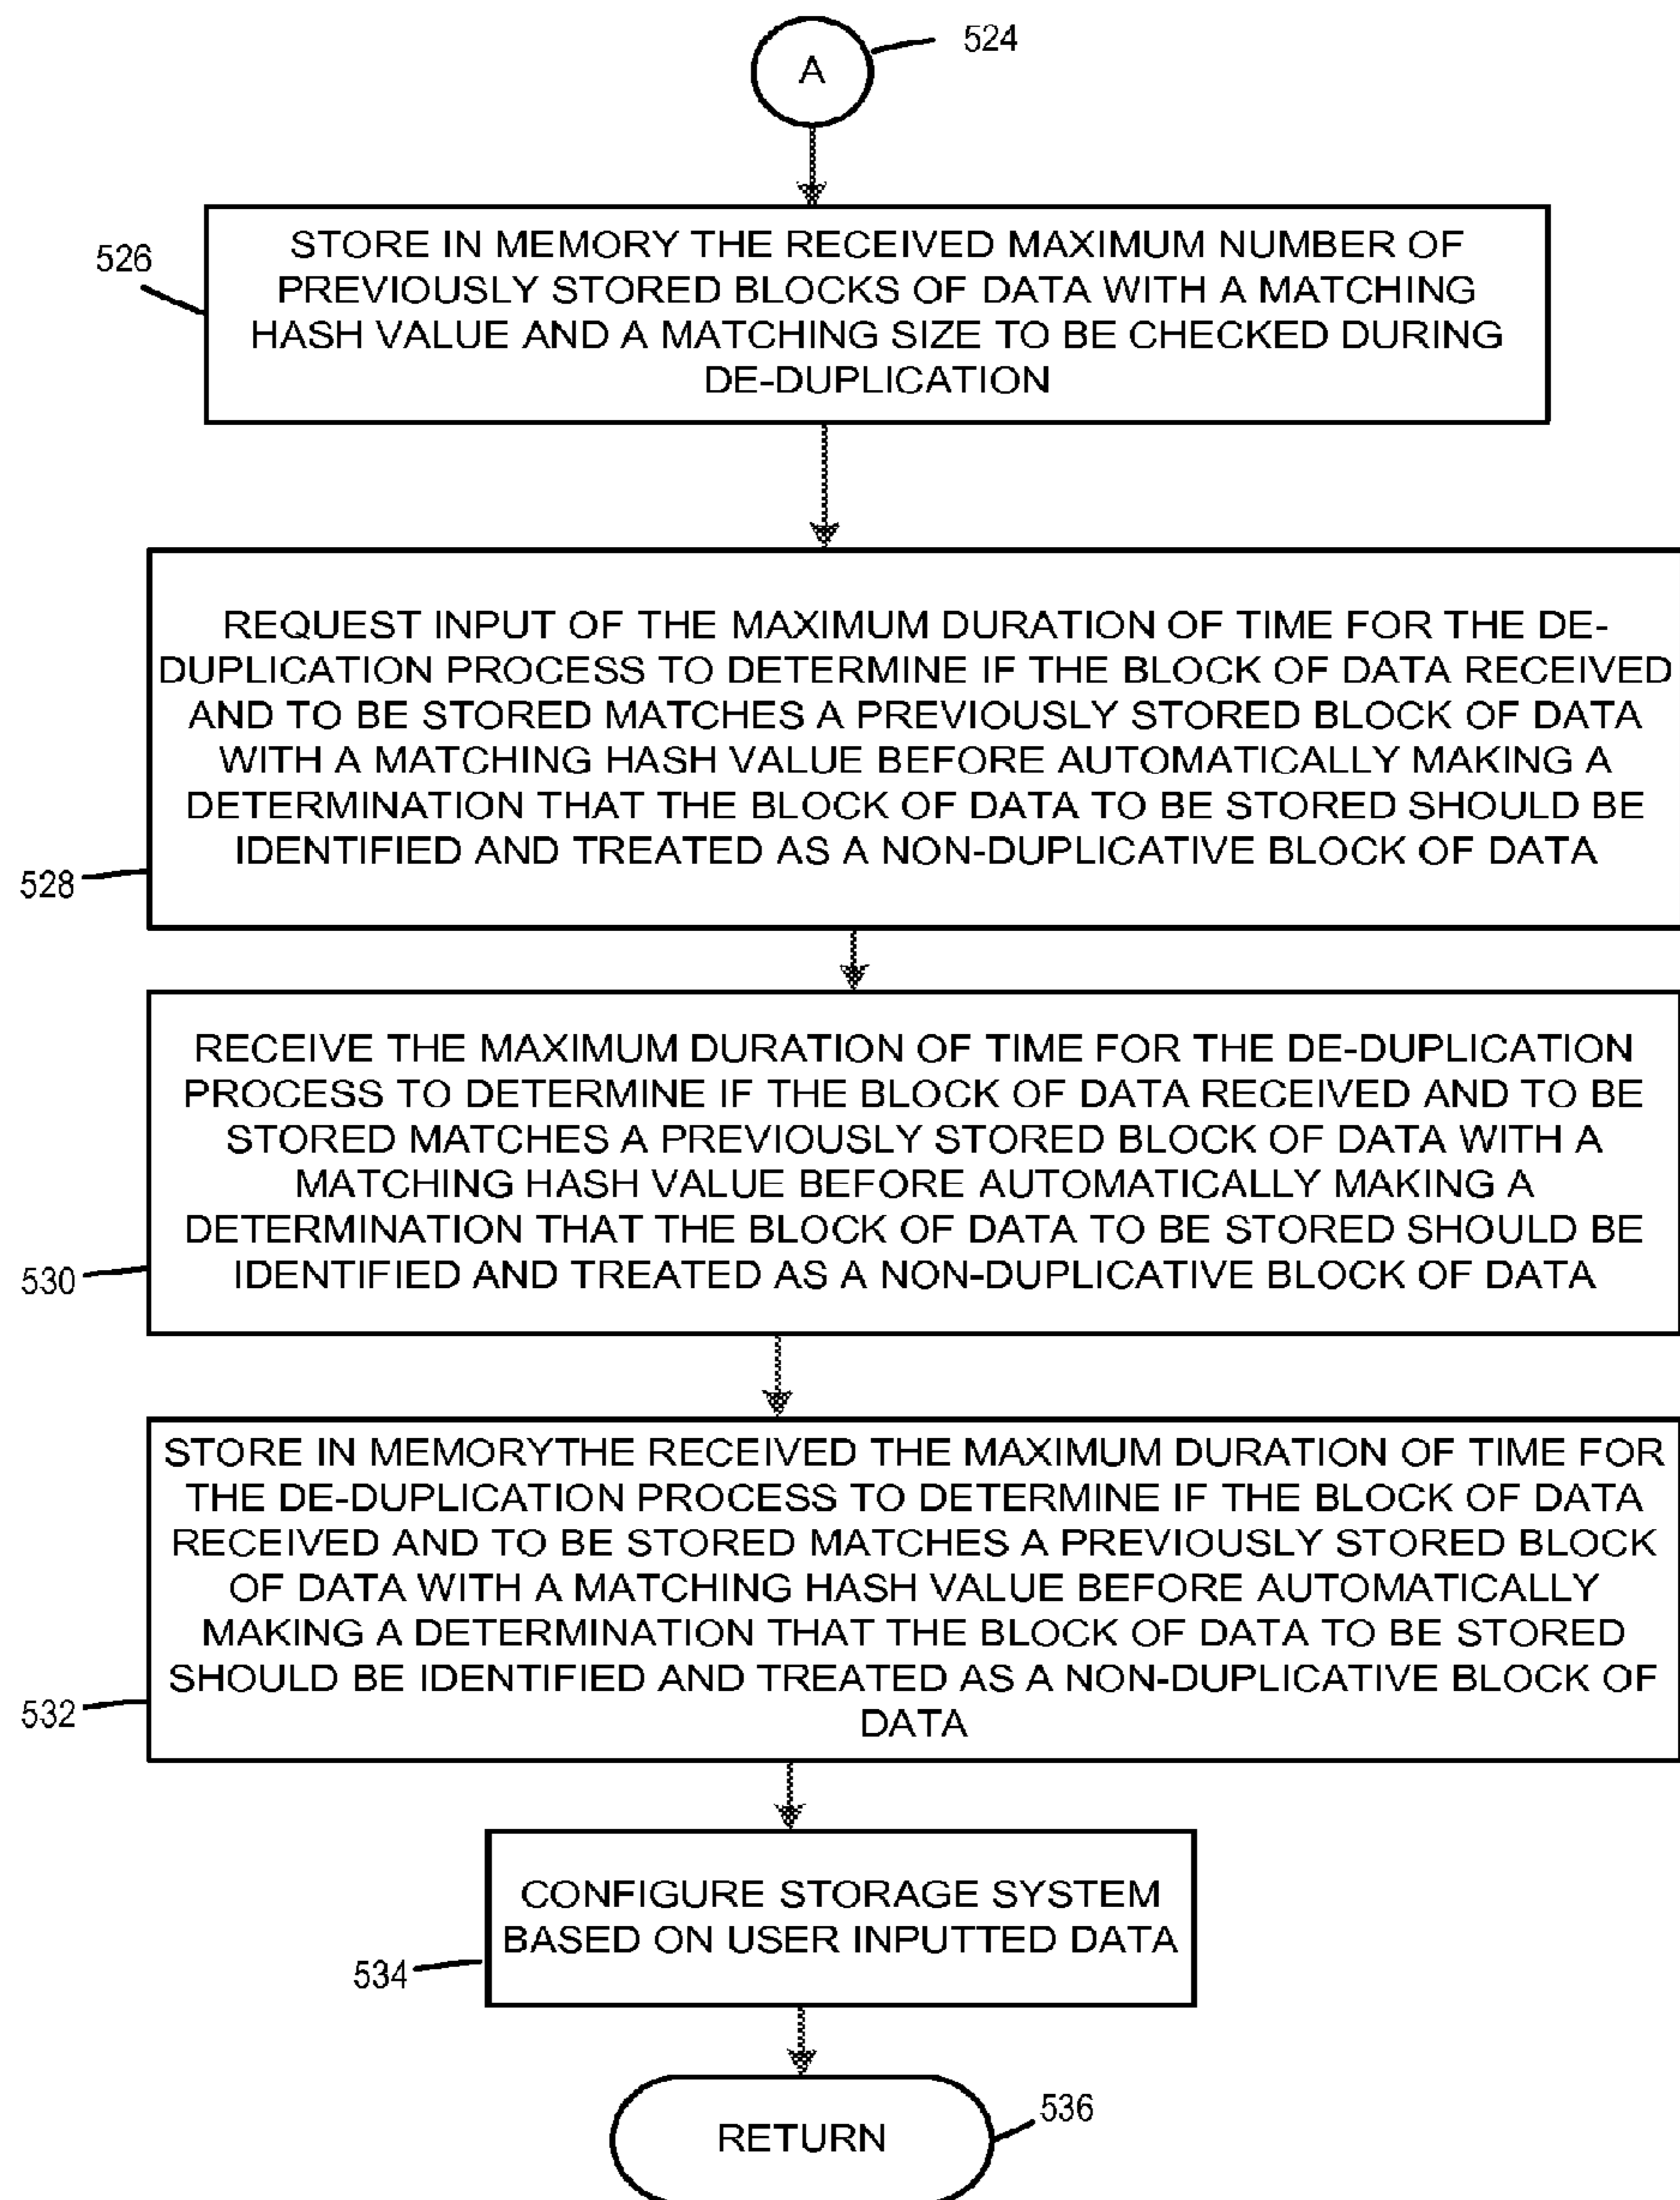 A
524
526
STORE IN MEMORY THE RECEIVED MAXIMUM NUMBER OF
PREVIOUSLY STORED BLOCKS OF DATA WITH A MATCHING
HASH VALUE AND A MATCHING SIZE TO BE CHECKED DURING
DE-DUPLICATION
REQUEST INPUT OF THE MAXIMUM DURATION OF TIME FOR THE DE-
DUPLICATION PROCESS TO DETERMINE IF THE BLOCK OF DATA RECEIVED
AND TO BE STORED MATCHES A PREVIOUSLY STORED BLOCK OF DATA
WITH A MATCHING HASH VALUE BEFORE AUTOMATICALLY MAKING A
DETERMINATION THAT THE BLOCK OF DATA TO BE STORED SHOULD BE
IDENTIFIED AND TREATED AS A NON-DUPLICATIVE BLOCK OF DATA
528
RECEIVE THE MAXIMUM DURATION OF TIME FOR THE DE-DUPLICATION
PROCESS TO DETERMINE IF THE BLOCK OF DATA RECEIVED AND TO BE
STORED MATCHES A PREVIOUSLY STORED BLOCK OF DATA WITH A
MATCHING HASH VALUE BEFORE AUTOMATICALLY MAKING A
DETERMINATION THAT THE BLOCK OF DATA TO BE STORED SHOULD BE
IDENTIFIED AND TREATED AS A NON-DUPLICATIVE BLOCK OF DATA
530
STORE IN MEMORYTHE RECEIVED THE MAXIMUM DURATION OF TIME FOR
THE DE-DUPLICATION PROCESS TO DETERMINE IF THE BLOCK OF DATA
RECEIVED AND TO BE STORED MATCHES A PREVIOUSLY STORED BLOCK
OF DATA WITH A MATCHING HASH VALUE BEFORE AUTOMATICALLY
MAKING A DETERMINATION THAT THE BLOCK OF DATA TO BE STORED
SHOULD BE IDENTIFIED AND TREATED AS A NON-DUPLICATIVE BLOCK OF
DATA
532
CONFIGURE STORAGE SYSTEM
BASED ON USER INPUTTED DATA
534
RETURN
536